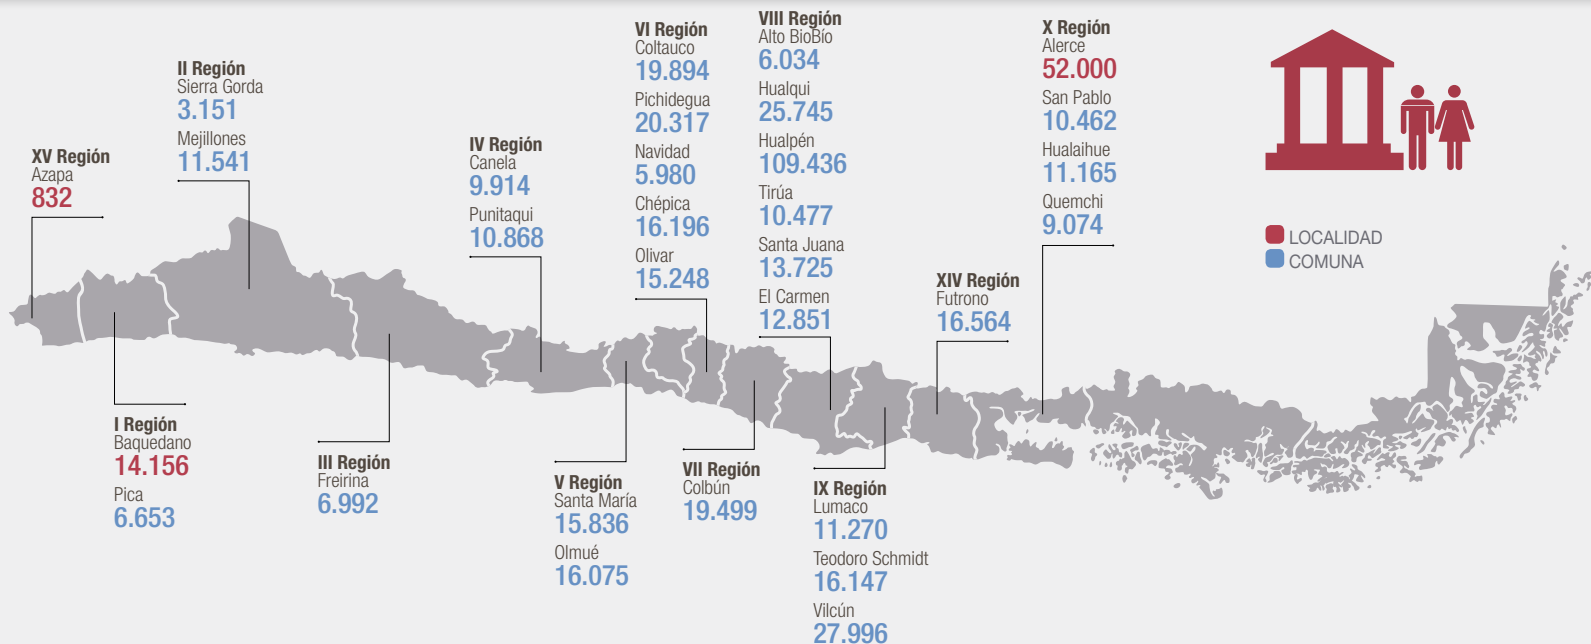 XV Región
Azapa
832
I Región
Baquedano
14.156
Pica
6.653
II Región
Sierra Gorda
3.151
Mejillones
11.541
III Región
Freirina
6.992
IV Región
Canela
9.914
Punitaqui
10.868
V Región
Santa María
15.836
Olmué
16.075
VI Región
Coltauco
19.894
Pichidegua
20.317
Navidad
5.980
Chépica
16.196
Olivar
15.248
VII Región
Colbún
19.499
VIII Región
Alto BioBío
6.034
Hualqui
25.745
Hualpén
109.436
Tirúa
10.477
Santa Juana
13.725
El Carmen
12.851
IX Región
Lumaco
11.270
Teodoro Schmidt
16.147
Vilcún
27.996
XIV Región
Futrono
16.564
X Región
Alerce
52.000
San Pablo
10.462
Hualaihue
11.165
Quemchi
9.074
LOCALIDAD
COMUNA